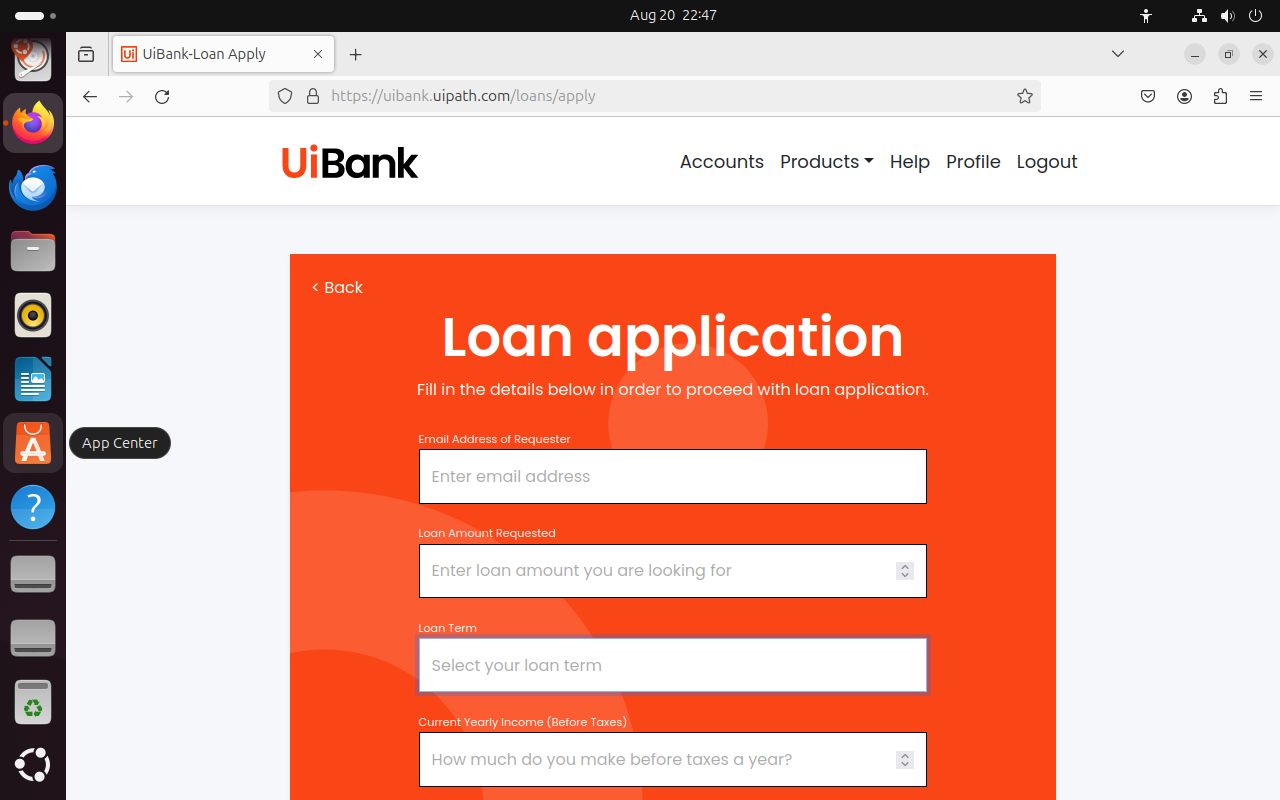 Aug 20 22:47
UiBank-Loan Apply
https://uibank.uipath.com/loans/apply
UiBank
Accounts Products Help Profile Logout
< Back
Loan application
Fill in the details below in order to proceed with loan application.
Email Address of Requester
Enter email address
App Center
Loan Amount Requested
Enter loan amount you are looking for
Loan Term
Select your loan term
Current Yearly Income (Before Taxes)
How much do you make before taxes a year?